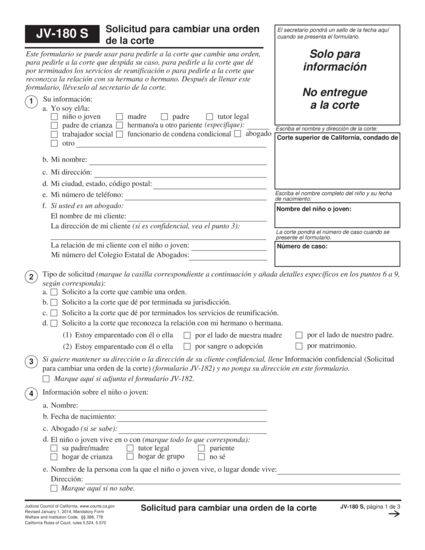 JV-180 S
Solicitud para cambiar una orden
de la corte
El secretario pondrá un sello de la fecha aquí
cuando se presenta el formulario.
Este formulario se puede usar para pedirle a la corte que cambie una orden,
para pedirle a la corte que despida su caso, para pedirle a la corte que dé
por terminados los servicios de reunificación o para pedirle a la corte que
reconozca la relación con su hermana o hermano. Después de llenar este
formulario, lléveselo al secretario de la corte.
Solo para
información
No entregue
a la corte
1 Su información:
a. Yo soy el/la:
niño o joven madre padre tutor legal
padre de crianza hermano/a u otro pariente (especifique):
trabajador social funcionario de condena condicional abogado
otro
Escriba el nombre y dirección de la corte:
Corte superior de California, condado de
b. Mi nombre:
c. Mi dirección:
d. Mi ciudad, estado, código postal:
e. Mi número de teléfono:
f. Si usted es un abogado:
El nombre de mi cliente:
La dirección de mi cliente (si es confidencial, vea el punto 3):
Escriba el nombre completo del niño y su fecha
de nacimiento:
Nombre del niño o joven:
La corte pondrá el número de caso cuando se
presente el formulario.
Número de caso:
La relación de mi cliente con el niño o joven:
Mi número del Colegio Estatal de Abogados:
2 Tipo de solicitud (marque la casilla correspondiente a continuación y añada detalles específicos en los puntos 6 a 9,
según corresponda):
a. Solicito a la corte que cambie una orden.
b. Solicito a la corte que dé por terminada su jurisdicción.
c. Solicito a la corte que dé por terminados los servicios de reunificación.
d. Solicito a la corte que reconozca la relación con mi hermano o hermana.
(1) Estoy emparentado con él o ella por el lado de nuestra madre por el lado de nuestro padre.
(2) Estoy emparentado con él o ella por sangre o adopción por matrimonio.
3 Si quiere mantener su dirección o la dirección de su cliente confidencial, llene Información confidencial (Solicitud
para cambiar una orden de la corte) (formulario JV-182) y no ponga su dirección en este formulario.
Marque aquí si adjunta el formulario JV-182.
4 Información sobre el niño o joven:
a. Nombre:
b. Fecha de nacimiento:
c. Abogado (si se sabe):
d. El niño o joven vive en o con (marque todo lo que corresponda):
su padre/madre tutor legal pariente
hogar de crianza hogar de grupo no sé
e. Nombre de la persona con la que el niño o joven vive, o lugar donde vive:
Dirección:
Marque aquí si no sabe.
Judicial Council of California, www.courts.ca.gov
Revised January 1, 2014, Mandatory Form
Welfare and Institution Code, §§ 388, 778
California Rules of Court, rules 5.524, 5.570
Solicitud para cambiar una orden de la corte
JV-180 S, página 1 de 3